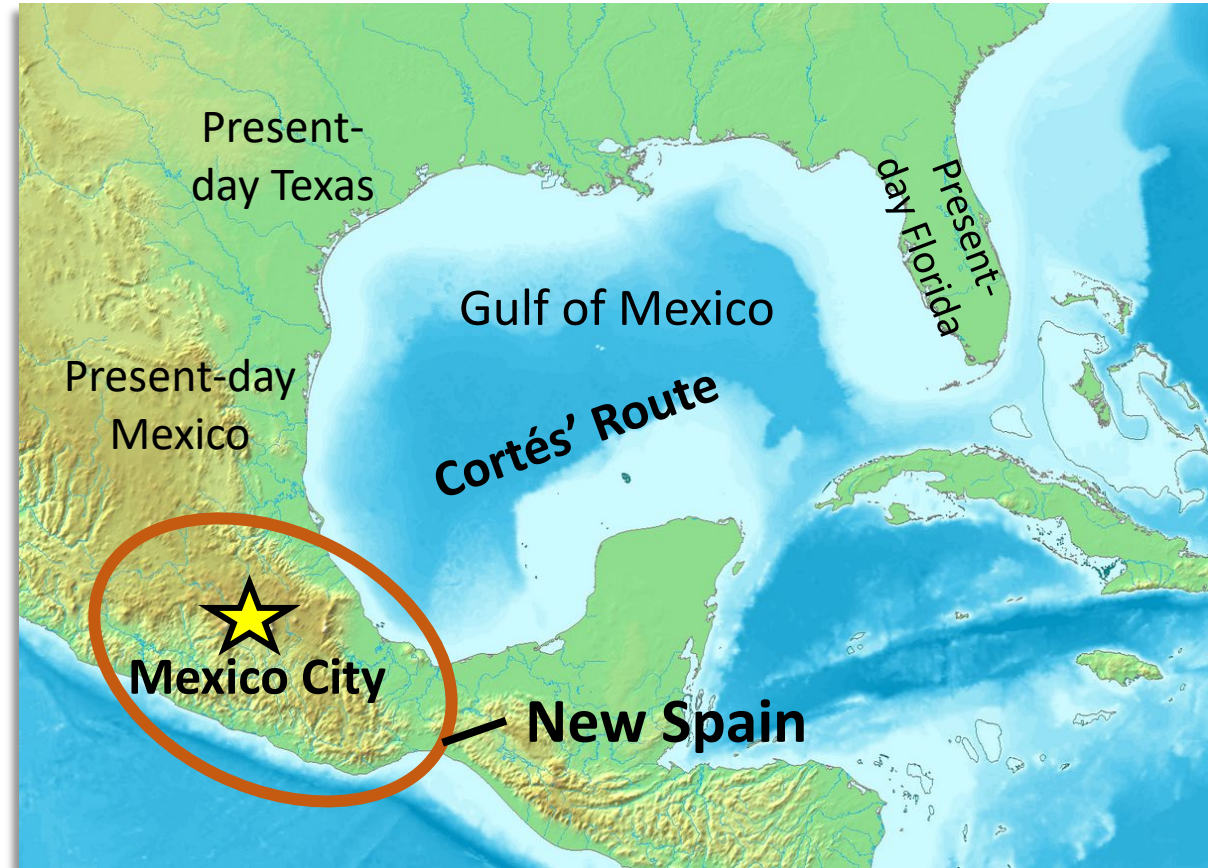 Present-
day Texas
Present-
day Florida
Gulf of Mexico
Present-day
Mexico
Cortés’ Route
Mexico City
New Spain